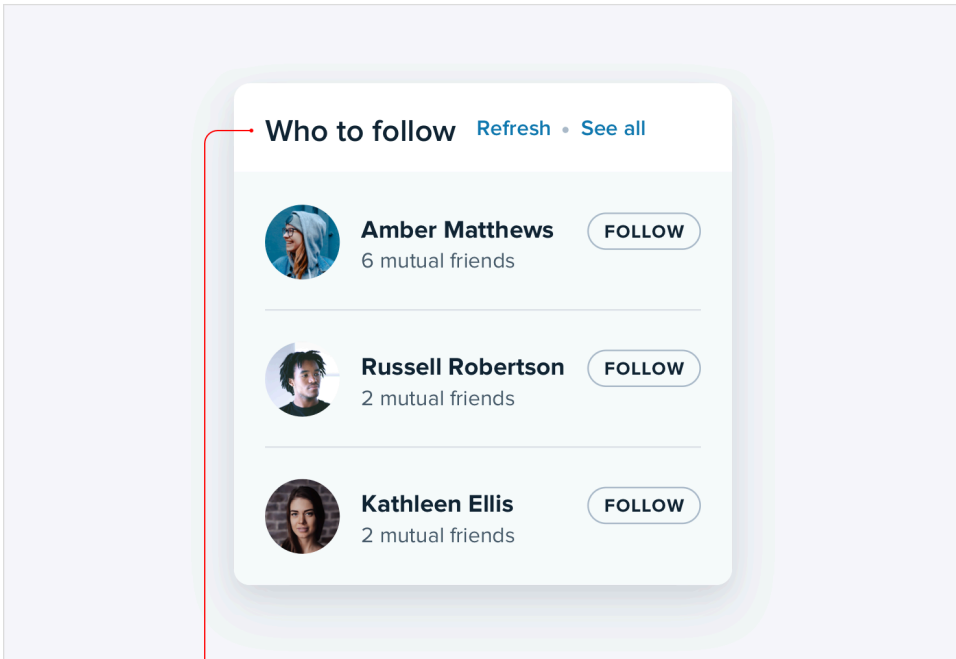 Who to follow Refresh • See all
Amber Matthews FOLLOW
6 mutual friends
Russell Robertson FOLLOW
2 mutual friends
Kathleen Ellis FOLLOW
2 mutual friends